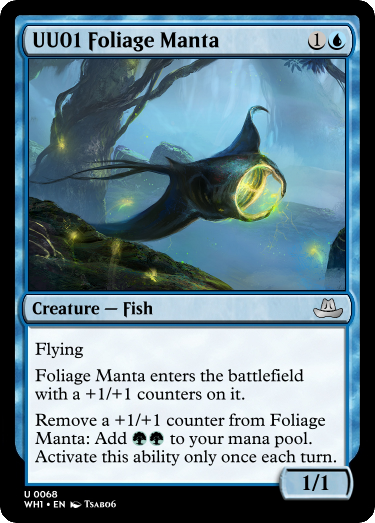 UU01 Foliage Manta 1
Creature — Fish
Flying
Foliage Manta enters the battlefield
with a +1/+1 counters on it.
Remove a +1/+1 counter from Foliage
Manta: Add to your mana pool.
Activate this ability only once each turn.
1/1
U 0068
WH1 • EN Tsabo6